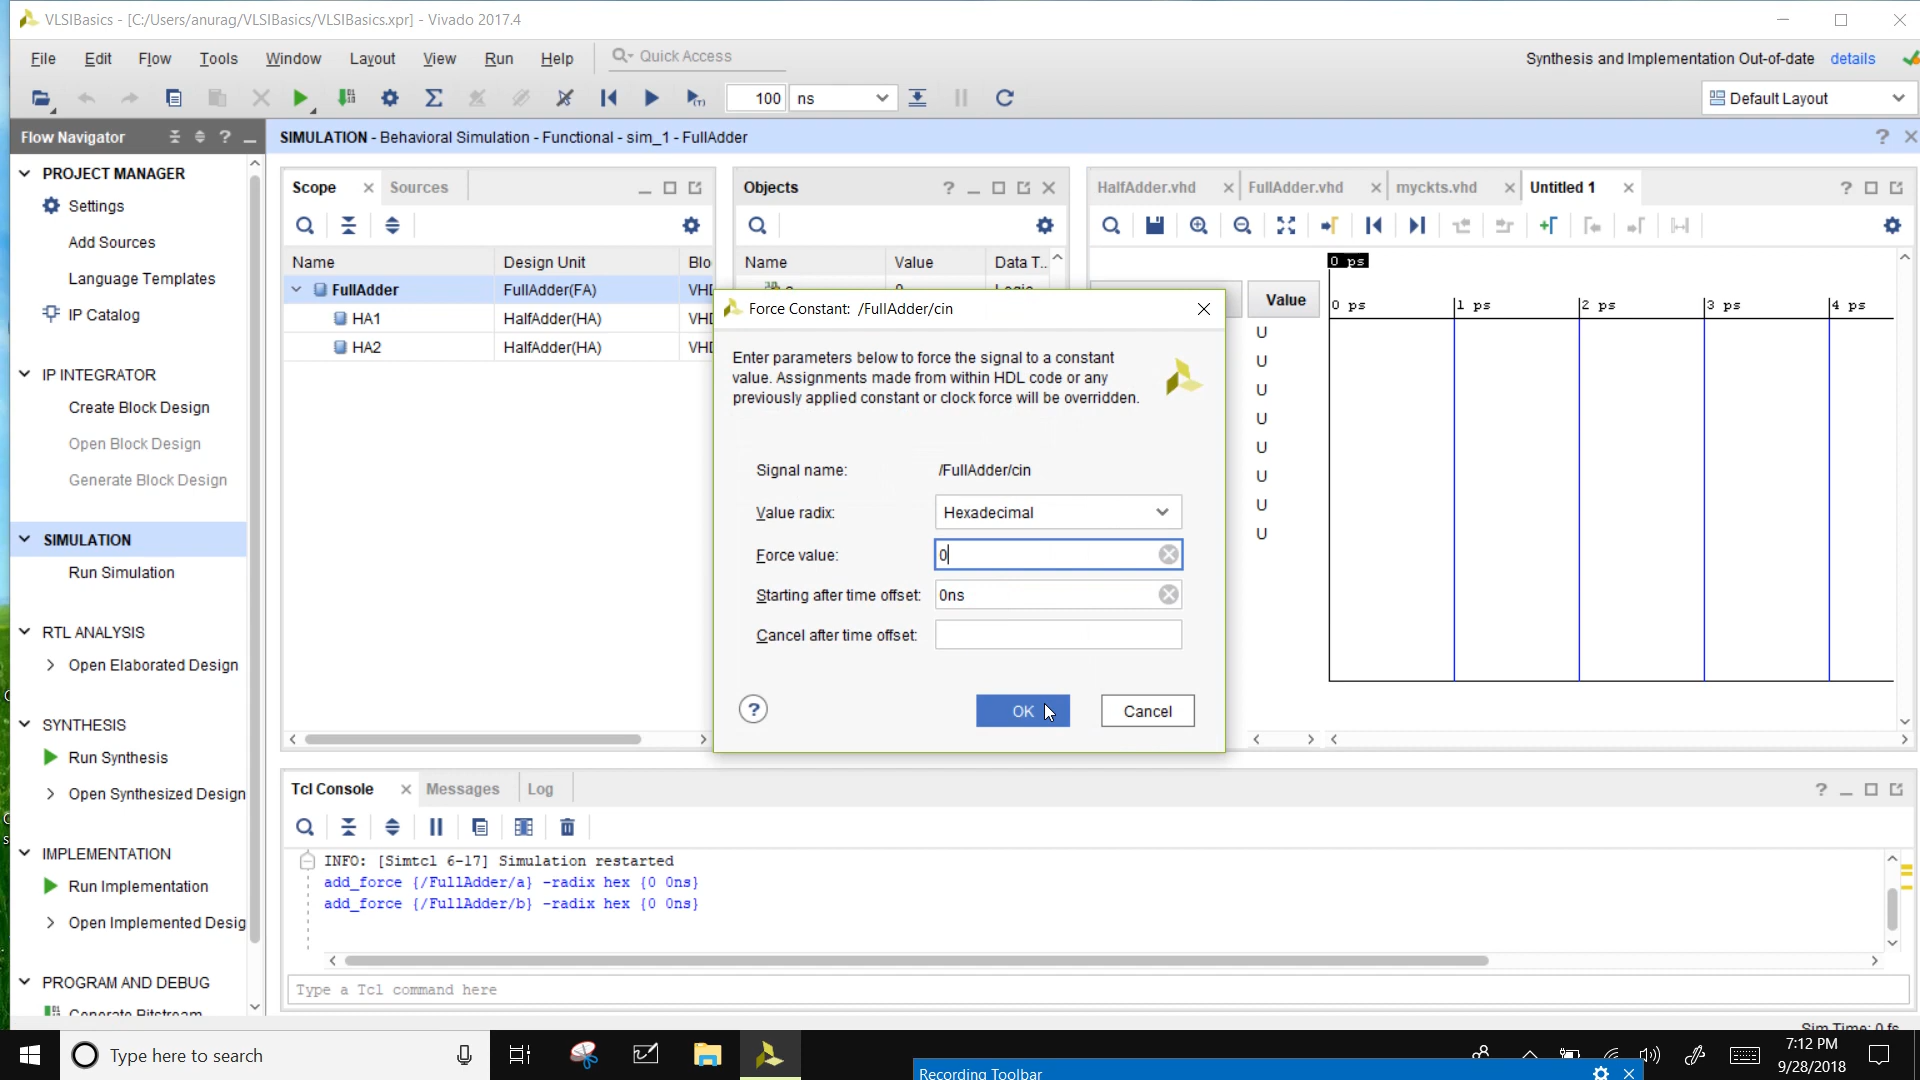 VLSIBasics - [C:/Users/anurag/VLSIBasics/VLSIBasics.xpr] - Vivado 2017.4
File Edit Flow Tools Window Layout View Run Help Quick Access
Synthesis and Implementation Out-of-date details
100 ns
Default Layout
Flow Navigator
SIMULATION - Behavioral Simulation - Functional - sim_1 - FullAdder
PROJECT MANAGER
Settings
Add Sources
Language Templates
IP Catalog
IP INTEGRATOR
Create Block Design
Open Block Design
Generate Block Design
SIMULATION
Run Simulation
RTL ANALYSIS
Open Elaborated Design
SYNTHESIS
Run Synthesis
Open Synthesized Design
IMPLEMENTATION
Run Implementation
Open Implemented Desig
PROGRAM AND DEBUG
Generate Bitstream
Scope Sources
Name Design Unit Blo
FullAdder FullAdder(FA) VHD
HA1 HalfAdder(HA) VHD
HA2 HalfAdder(HA) VHD
Objects
Name Value Data T..
HalfAdder.vhd FullAdder.vhd myckts.vhd Untitled 1
0 ps
Value
0 ps 1 ps 2 ps 3 ps 4 ps
U
U
U
U
U
U
U
U
Force Constant: /FullAdder/cin
Enter parameters below to force the signal to a constant
value. Assignments made from within HDL code or any
previously applied constant or clock force will be overridden.
Signal name: /FullAdder/cin
Value radix: Hexadecimal
Force value: 0
Starting after time offset: 0ns
Cancel after time offset:
OK Cancel
Tcl Console Messages Log
INFO: [Simtcl 6-17] Simulation restarted
add_force {/FullAdder/a} -radix hex {0 0ns}
add_force {/FullAdder/b} -radix hex {0 0ns}
Type a Tcl command here
Sim Time: 0 fs
Type here to search
7:12 PM
9/28/2018
Recording Toolbar